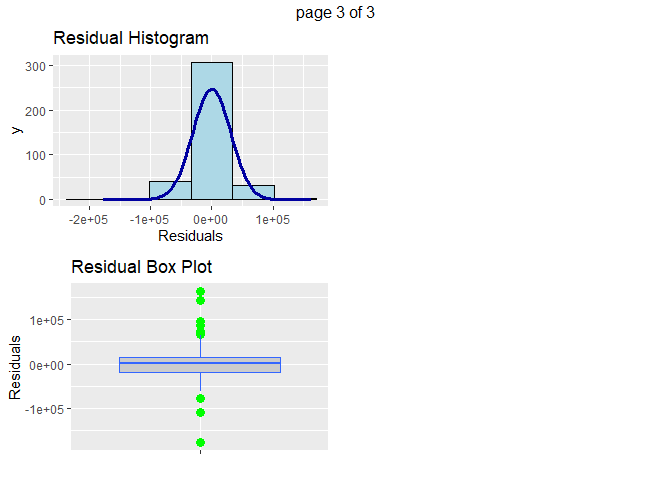 page 3 of 3
Residual Histogram
300
200
100
0
y
-2e+05 -1e+05 0e+00 1e+05
Residuals
Residual Box Plot
1e+05
0e+00
-1e+05
Residuals